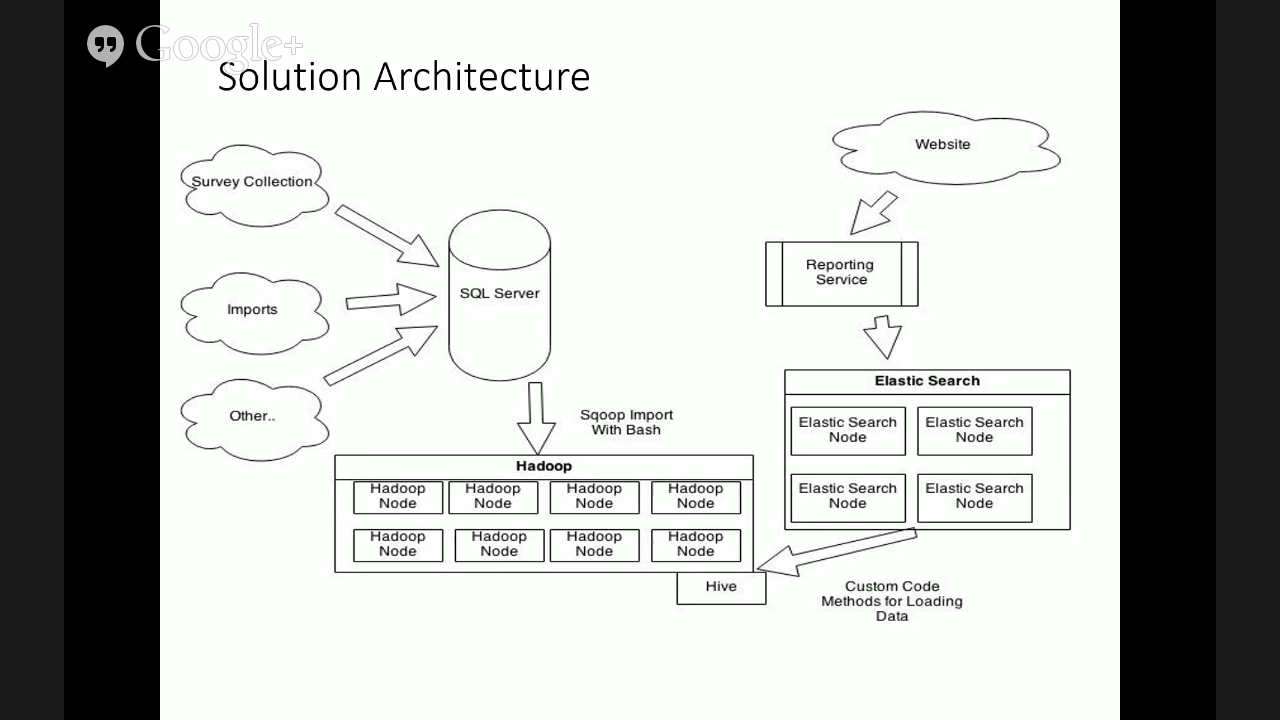 Google+
Solution Architecture
Website
Survey Collection
Reporting
Service
SQL Server
Imports
Elastic Search
Other..
Sqoop Import
With Bash
Elastic Search
Node
Elastic Search
Node
Hadoop
Hadoop
Node
Hadoop
Node
Hadoop
Node
Hadoop
Node
Elastic Search
Node
Elastic Search
Node
Hadoop
Node
Hadoop
Node
Hadoop
Node
Hadoop
Node
Hive
Custom Code
Methods for Loading
Data